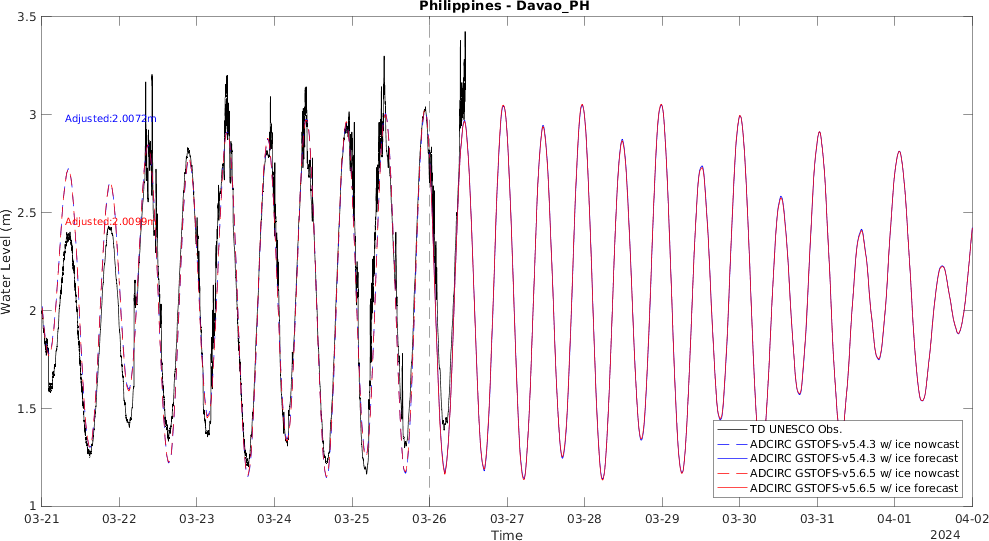 Philippines - Davao_PH
3.5
3
2.5
2
1.5
1
Water Level (m)
Adjusted:2.0072m
Adjusted:2.0099m
TD UNESCO Obs.
ADCIRC GSTOFS-v5.4.3 w/ ice nowcast
ADCIRC GSTOFS-v5.4.3 w/ ice forecast
ADCIRC GSTOFS-v5.6.5 w/ ice nowcast
ADCIRC GSTOFS-v5.6.5 w/ ice forecast
03-21 03-22 03-23 03-24 03-25 03-26 03-27 03-28 03-29 03-30 03-31 04-01 04-02
Time
2024